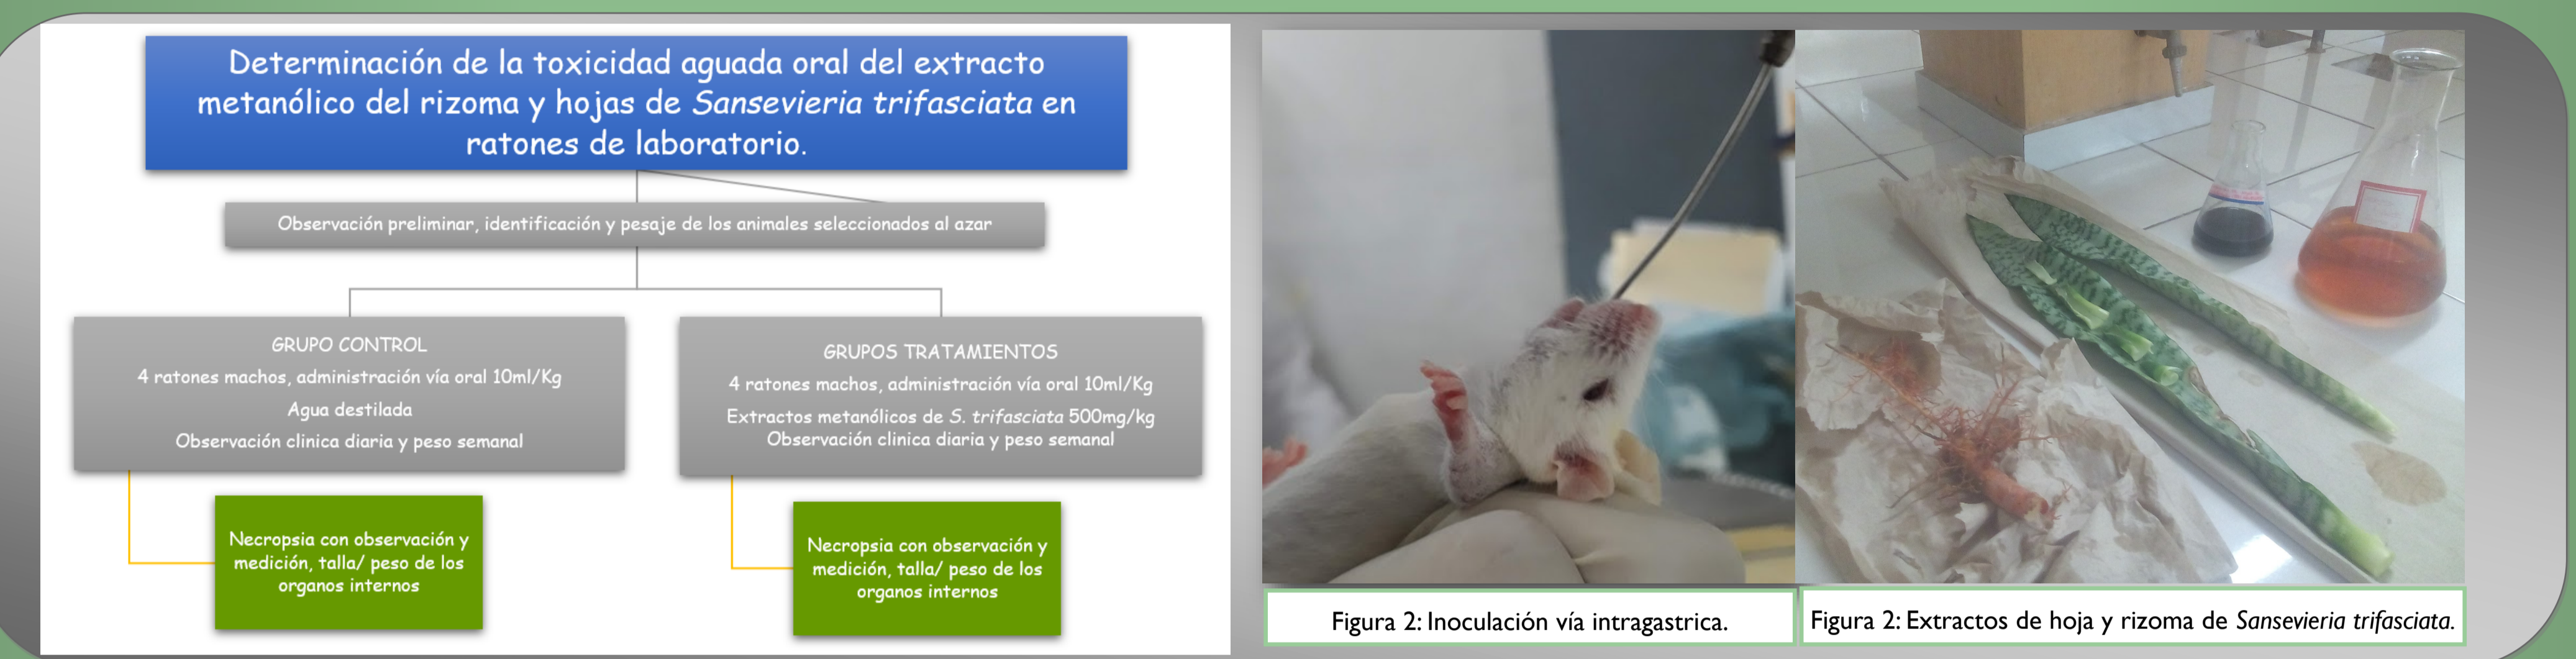 Determinación de la toxicidad aguada oral del extracto
metanólico del rizoma y hojas de Sansevieria trifasciata en
ratones de laboratorio.
Observación preliminar, identificación y pesaje de los animales seleccionados al azar
GRUPO CONTROL
4 ratones machos, administración vía oral 10ml/Kg
Agua destilada
Observación clinica diaria y peso semanal
GRUPOS TRATAMIENTOS
4 ratones machos, administración vía oral 10ml/Kg
Extractos metanólicos de S. trifasciata 500mg/kg
Observación clinica diaria y peso semanal
Necropsia con observación y
medición, talla/ peso de los
organos internos
Necropsia con observación y
medición, talla/ peso de los
organos internos
Figura 2: Inoculación vía intragastrica.
Figura 2: Extractos de hoja y rizoma de Sansevieria trifasciata.